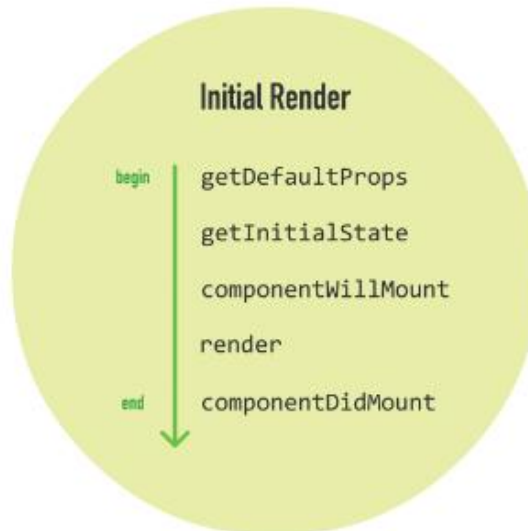 Initial Render
begin
getDefaultProps
getInitialState
componentWillMount
render
end
componentDidMount